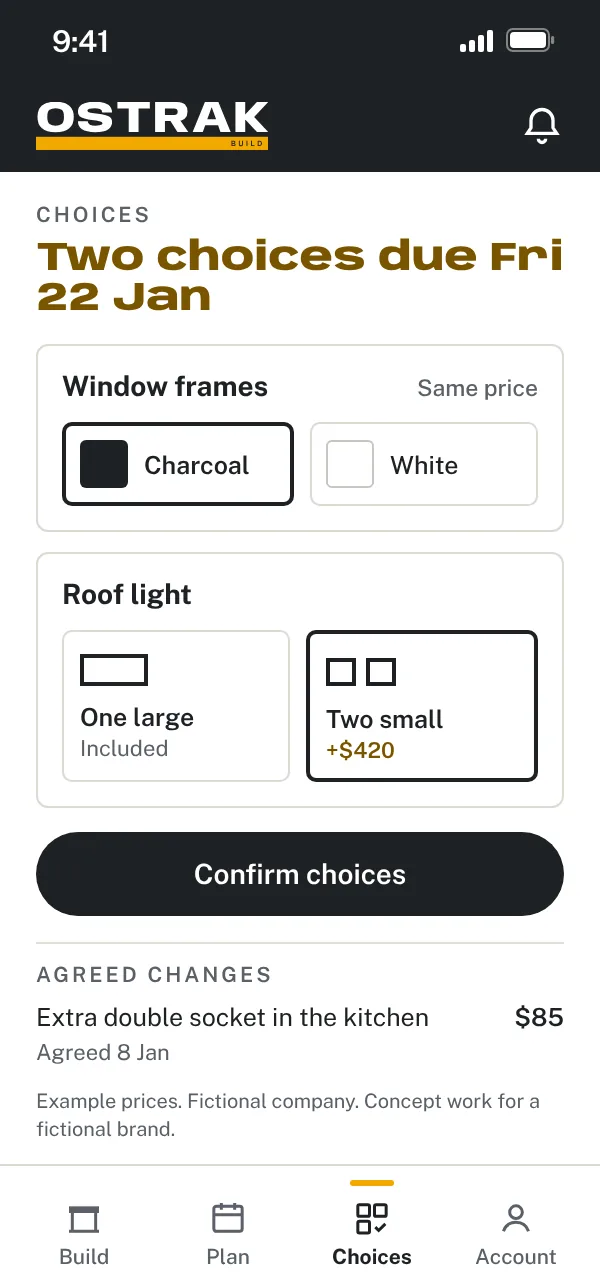 9:41
OSTRAK
BUILD
CHOICES
Two choices due Fri
22 Jan
Window frames
Same price
Charcoal
White
Roof light
One large
Included
Two small
+$420
Confirm choices
AGREED CHANGES
Extra double socket in the kitchen
$85
Agreed 8 Jan
Example prices. Fictional company. Concept work for a
fictional brand.
Build
Plan
Choices
Account